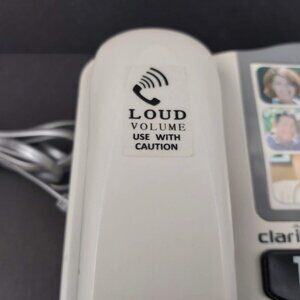 LOUD
VOLUME
USE WITH
CAUTION
clari